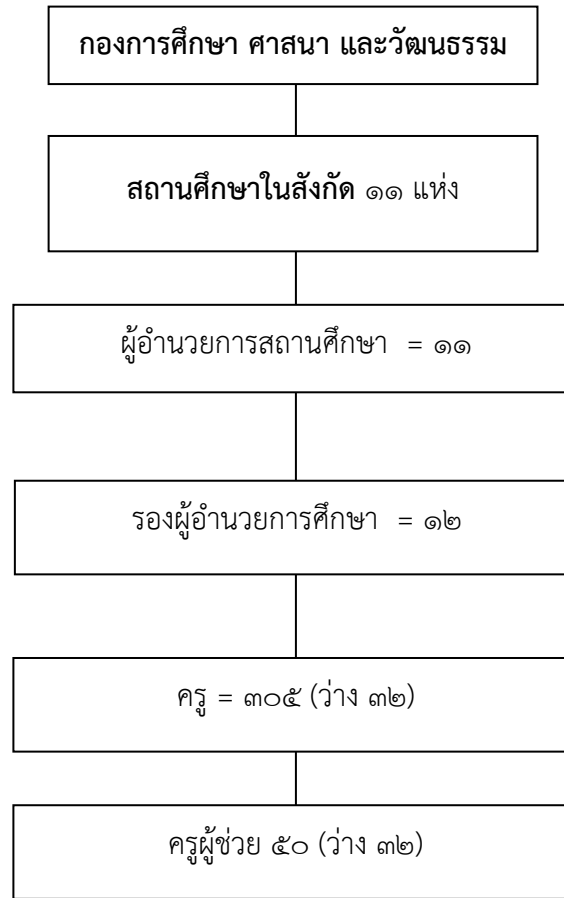 กองการศึกษา ศาสนา และวัฒนธรรม
สถานศึกษาในสังกัด ๑๑ แห่ง
ผู้อำนวยการสถานศึกษา = ๑๑
รองผู้อำนวยการศึกษา = ๑๒
ครู = ๓๐๕ (ว่าง ๓๒)
ครูผู้ช่วย ๕๐ (ว่าง ๓๒)